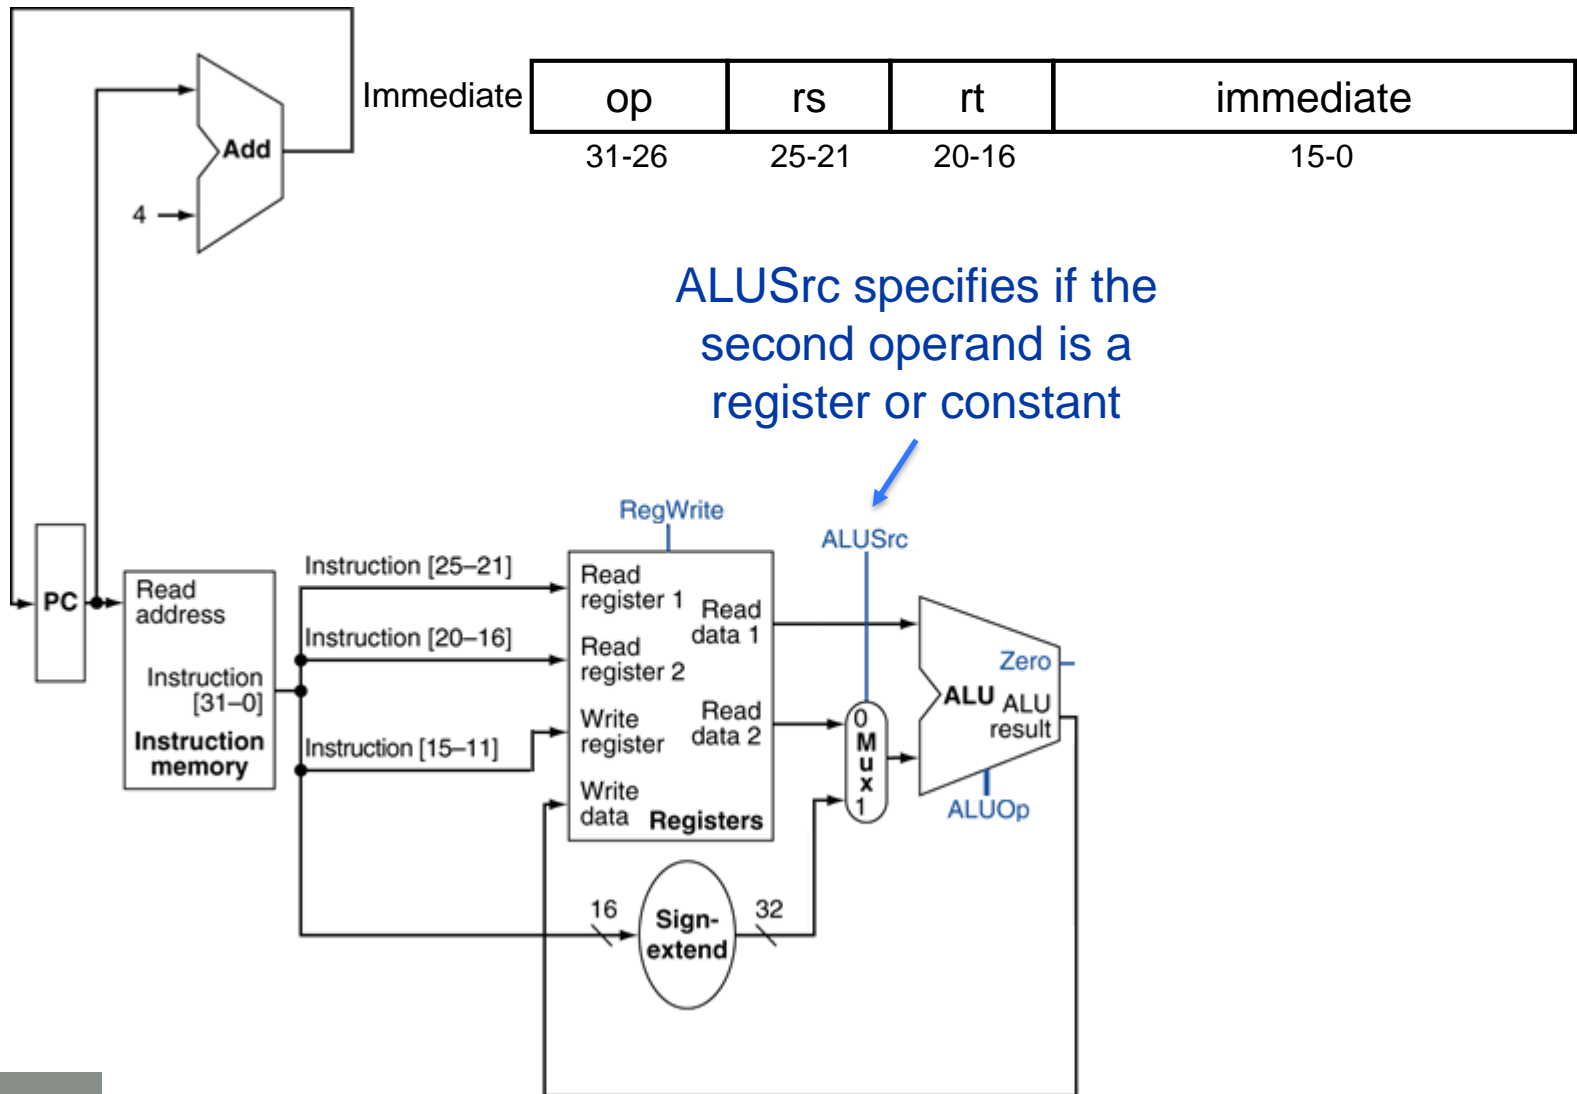 Immediate
op
rs
rt
immediate
31-26
25-21
20-16
15-0
Add
4
ALUSrc specifies if the
second operand is a
register or constant
RegWrite
ALUSrc
PC
Read
address
Instruction
[31–0]
Instruction
memory
Instruction [25–21]
Instruction [20–16]
Instruction [15–11]
Read
register 1
Read
register 2
Write
register
Write
data
Read
data 1
Read
data 2
Registers
0
M
u
x
1
Zero
ALU
ALU
result
ALUOp
16
Sign-
extend
32